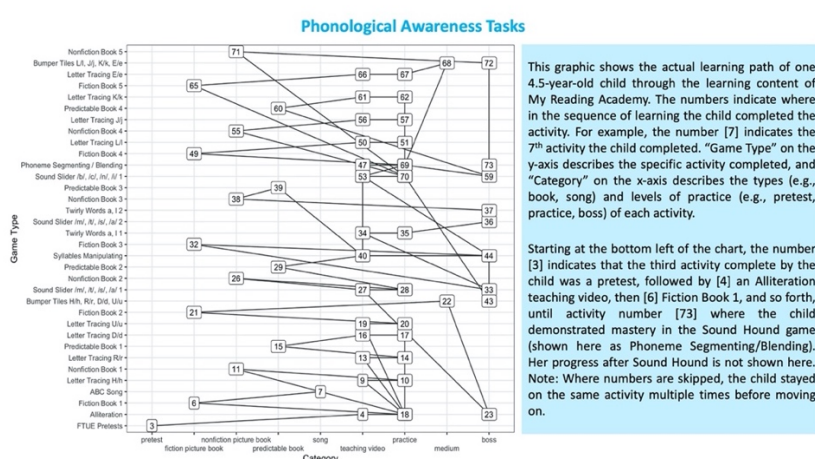 Phonological Awareness Tasks
Game Type
Nonfiction Book 5
Bumper Tiles L/l, J/j, K/k, E/e
Letter Tracing E/e
Fiction Book 5
Letter Tracing K/k
Predictable Book 4
Letter Tracing J/j
Nonfiction Book 4
Letter Tracing L/l
Fiction Book 4
Phoneme Segmenting / Blending
Sound Slider /b/, /c/, /n/, /i/ 1
Predictable Book 3
Nonfiction Book 3
Twirly Words a, i 2
Sound Slider /m/, /t/, /s/, /a/ 2
Twirly Words a, i 1
Fiction Book 3
Syllables Manipulating
Predictable Book 2
Nonfiction Book 2
Sound Slider /m/, /t/, /s/, /a/ 1
Bumper Tiles H/h, R/r, D/d, U/u
Fiction Book 2
Letter Tracing U/u
Letter Tracing D/d
Predictable Book 1
Letter Tracing R/r
Nonfiction Book 1
Letter Tracing H/h
ABC Song
Fiction Book 1
Alliteration
FTUE Pretests
71
68 72
66 67
65
61 62
60
56 57
55
50 51
49
47 69 73
53 70 59
39
38
37
36
34 35
32
40 44
29
26
27 28 33
22 43
21
19 20
16 17
15
13 14
11
9 10
7
6
4 18 23
3
pretest nonfiction picture book song practice boss
fiction picture book predictable book teaching video medium
Category
This graphic shows the actual learning path of one
4.5-year-old child through the learning content of
My Reading Academy. The numbers indicate where
in the sequence of learning the child completed the
activity. For example, the number [7] indicates the
7th activity the child completed. “Game Type” on the
y-axis describes the specific activity completed, and
“Category” on the x-axis describes the types (e.g.,
book, song) and levels of practice (e.g., pretest,
practice, boss) of each activity.
Starting at the bottom left of the chart, the number
[3] indicates that the third activity complete by the
child was a pretest, followed by [4] an Alliteration
teaching video, then [6] Fiction Book 1, and so forth,
until activity number [73] where the child
demonstrated mastery in the Sound Hound game
(shown here as Phoneme Segmenting/Blending).
Her progress after Sound Hound is not shown here.
Note: Where numbers are skipped, the child stayed
on the same activity multiple times before moving
on.